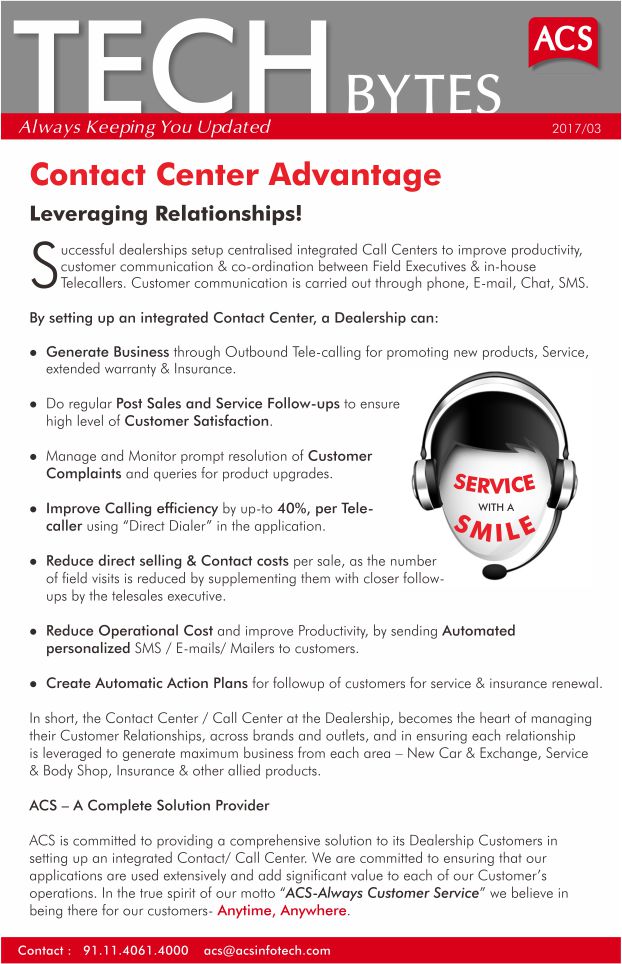 TECH BYTES
ACS
Always Keeping You Updated
2017/03
Contact Center Advantage
Leveraging Relationships!
Successful dealerships setup centralised integrated Call Centers to improve productivity,
customer communication & co-ordination between Field Executives & in-house
Telecallers. Customer communication is carried out through phone, E-mail, Chat, SMS.
By setting up an integrated Contact Center, a Dealership can:
● Generate Business through Outbound Tele-calling for promoting new products, Service,
extended warranty & Insurance.
● Do regular Post Sales and Service Follow-ups to ensure
high level of Customer Satisfaction.
● Manage and Monitor prompt resolution of Customer
Complaints and queries for product upgrades.
● Improve Calling efficiency by up-to 40%, per Tele-
caller using “Direct Dialer” in the application.
● Reduce direct selling & Contact costs per sale, as the number
of field visits is reduced by supplementing them with closer follow-
ups by the telesales executive.
SERVICE
WITH A
SMILE
● Reduce Operational Cost and improve Productivity, by sending Automated
personalized SMS / E-mails/ Mailers to customers.
● Create Automatic Action Plans for followup of customers for service & insurance renewal.
In short, the Contact Center / Call Center at the Dealership, becomes the heart of managing
their Customer Relationships, across brands and outlets, and in ensuring each relationship
is leveraged to generate maximum business from each area – New Car & Exchange, Service
& Body Shop, Insurance & other allied products.
ACS – A Complete Solution Provider
ACS is committed to providing a comprehensive solution to its Dealership Customers in
setting up an integrated Contact/ Call Center. We are committed to ensuring that our
applications are used extensively and add significant value to each of our Customer’s
operations. In the true spirit of our motto “ACS-Always Customer Service” we believe in
being there for our customers- Anytime, Anywhere.
Contact : 91.11.4061.4000 acs@acsinfotech.com